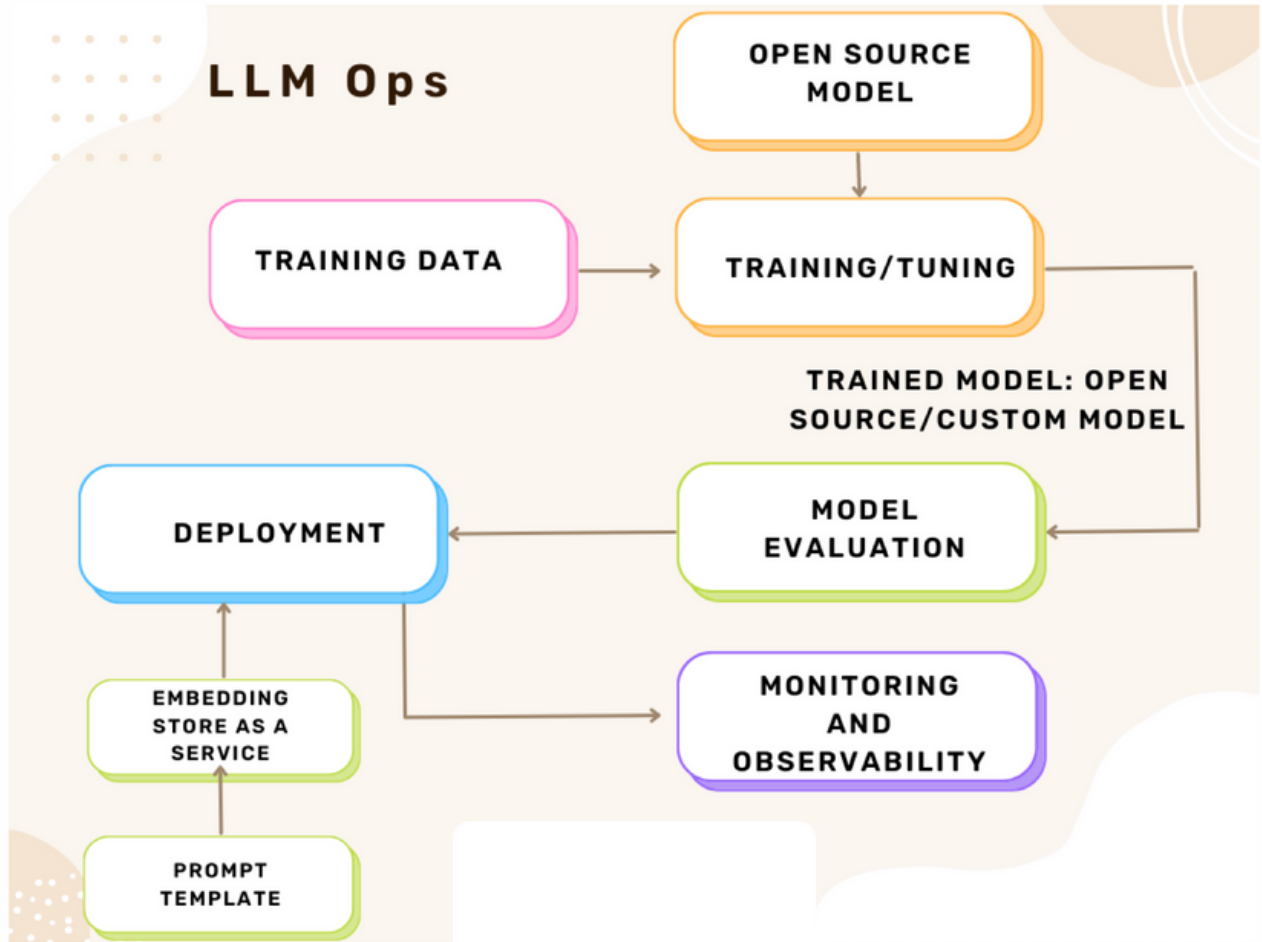 LLM Ops
OPEN SOURCE
MODEL
TRAINING DATA
TRAINING/TUNING
TRAINED MODEL: OPEN
SOURCE/CUSTOM MODEL
DEPLOYMENT
MODEL
EVALUATION
EMBEDDING
STORE AS A
SERVICE
MONITORING
AND
OBSERVABILITY
PROMPT
TEMPLATE